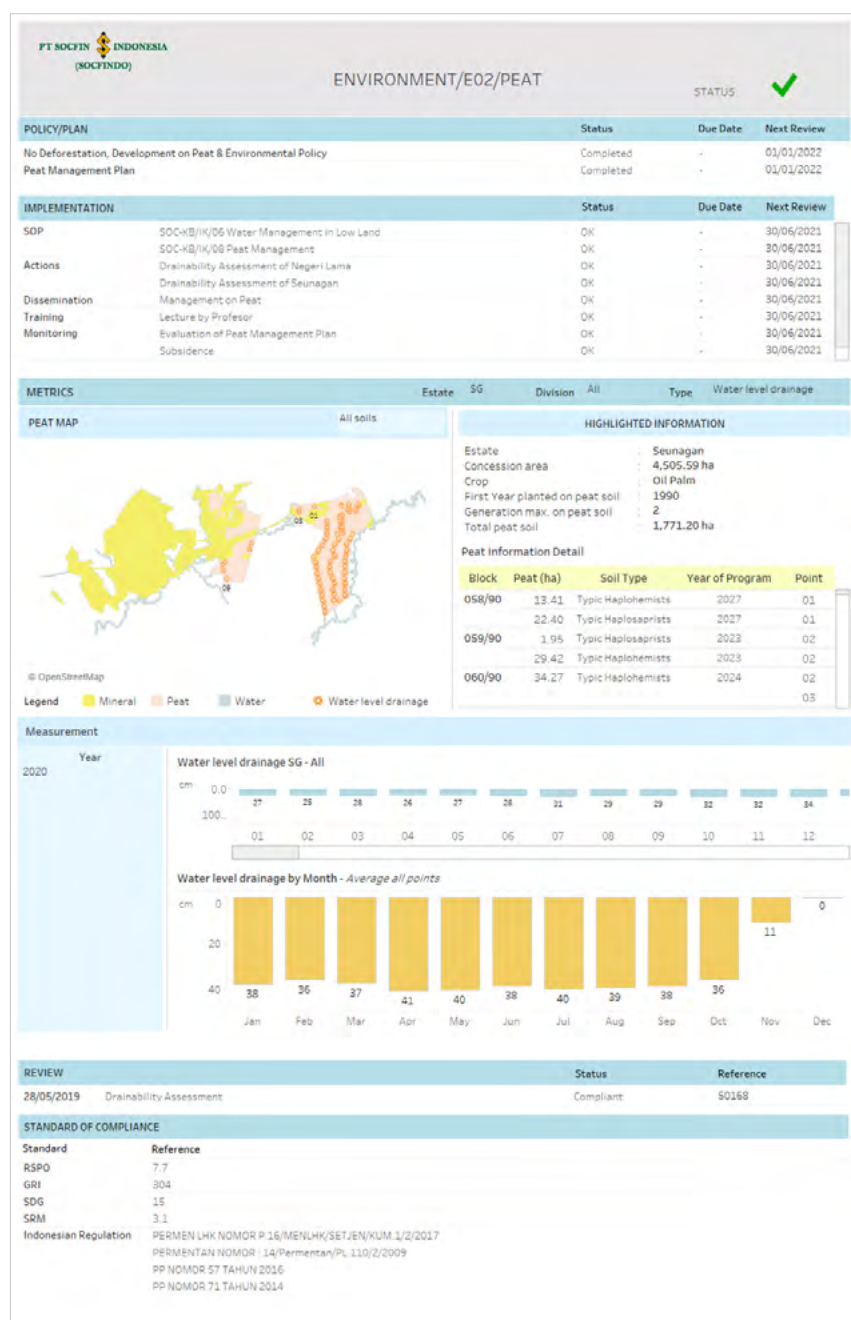 PT SOCFIN INDONESIA
(SOCFINDO)
ENVIRONMENT/E02/PEAT
STATUS
POLICY/PLAN Status Due Date Next Review
No Deforestation, Development on Peat & Environmental Policy Completed - 01/01/2022
Peat Management Plan Completed - 01/01/2022
IMPLEMENTATION Status Due Date Next Review
SOP SOC-KB/IK/06 Water Management in Low Land OK - 30/06/2021
SOC-KB/IK/08 Peat Management OK - 30/06/2021
Actions Drainability Assessment of Negeri Lama OK - 30/06/2021
Drainability Assessment of Seunagan OK - 30/06/2021
Dissemination Management on Peat OK - 30/06/2021
Training Lecture by Profesor OK - 30/06/2021
Monitoring Evaluation of Peat Management Plan OK - 30/06/2021
Subsidence OK - 30/06/2021
METRICS Estate SG Division All Type Water level drainage
PEAT MAP All soils
03 01
09
© OpenStreetMap
Legend Mineral Peat Water Water level drainage
HIGHLIGHTED INFORMATION
Estate : Seunagan
Concession area : 4,505.59 ha
Crop : Oil Palm
First Year planted on peat soil : 1990
Generation max. on peat soil : 2
Total peat soil : 1,771.20 ha
Peat Information Detail
Block Peat (ha) Soil Type Year of Program Point
058/90 13.41 Typic Haplohemists 2027 01
22.40 Typic Haplosaprists 2027 01
059/90 1.95 Typic Haplosaprists 2023 02
29.42 Typic Haplohemists 2023 02
060/90 34.27 Typic Haplohemists 2024 02
03
Measurement
Year
2020
Water level drainage SG - All
cm 0.0
27 25 28 26 27 28 31 29 29 32 32 34
100..
01 02 03 04 05 06 07 08 09 10 11 12
Water level drainage by Month - Average all points
cm 0
20
40
38 36 37 41 40 38 40 39 38 36 11 0
Jan Feb Mar Apr May Jun Jul Aug Sep Oct Nov Dec
REVIEW Status Reference
28/05/2019 Drainability Assessment Compliant 50168
STANDARD OF COMPLIANCE
Standard Reference
RSPO 7.7
GRI 304
SDG 15
SRM 3.1
Indonesian Regulation PERMEN LHK NOMOR P.16/MENLHK/SETJEN/KUM.1/2/2017
PERMENTAN NOMOR : 14/Permentan/PL.110/2/2009
PP NOMOR 57 TAHUN 2016
PP NOMOR 71 TAHUN 2014